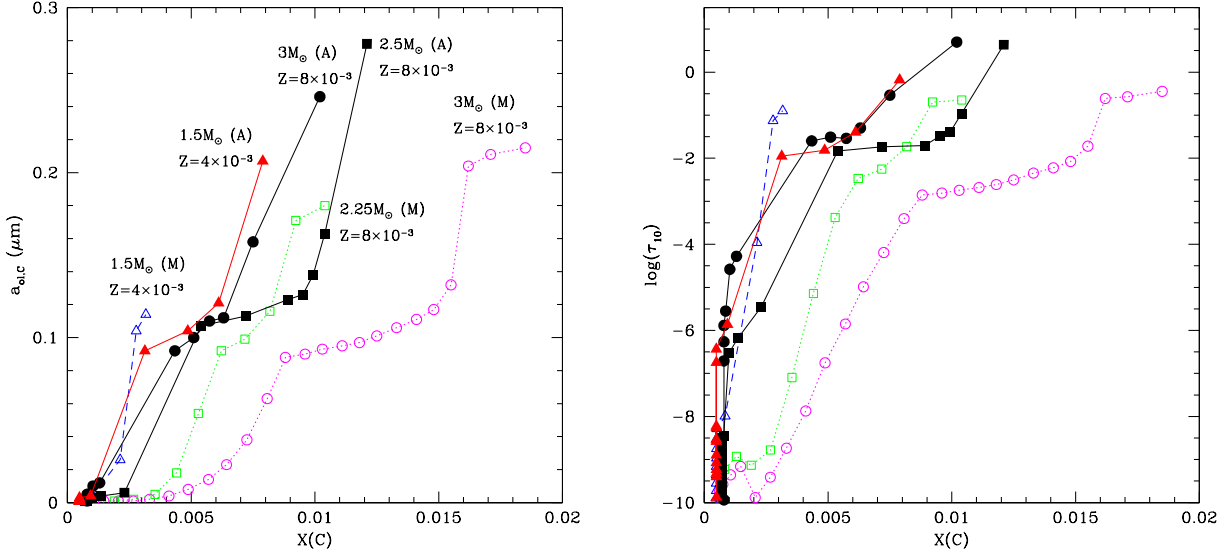 0.3
0.2
0.1
0
a_ol,C (μm)
3M⊙ (A)
Z=8×10⁻³
2.5M⊙ (A)
Z=8×10⁻³
1.5M⊙ (A)
Z=4×10⁻³
3M⊙ (M)
Z=8×10⁻³
2.25M⊙ (M)
Z=8×10⁻³
1.5M⊙ (M)
Z=4×10⁻³
0 0.005 0.01 0.015 0.02
X(C)
0
−2
−4
−6
−8
−10
log(τ₁₀)
0 0.005 0.01 0.015 0.02
X(C)